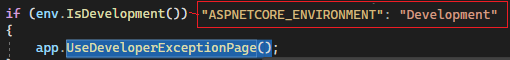 if (env.IsDevelopment()) "ASPNETCORE_ENVIRONMENT": "Development"
{
app.UseDeveloperExceptionPage();